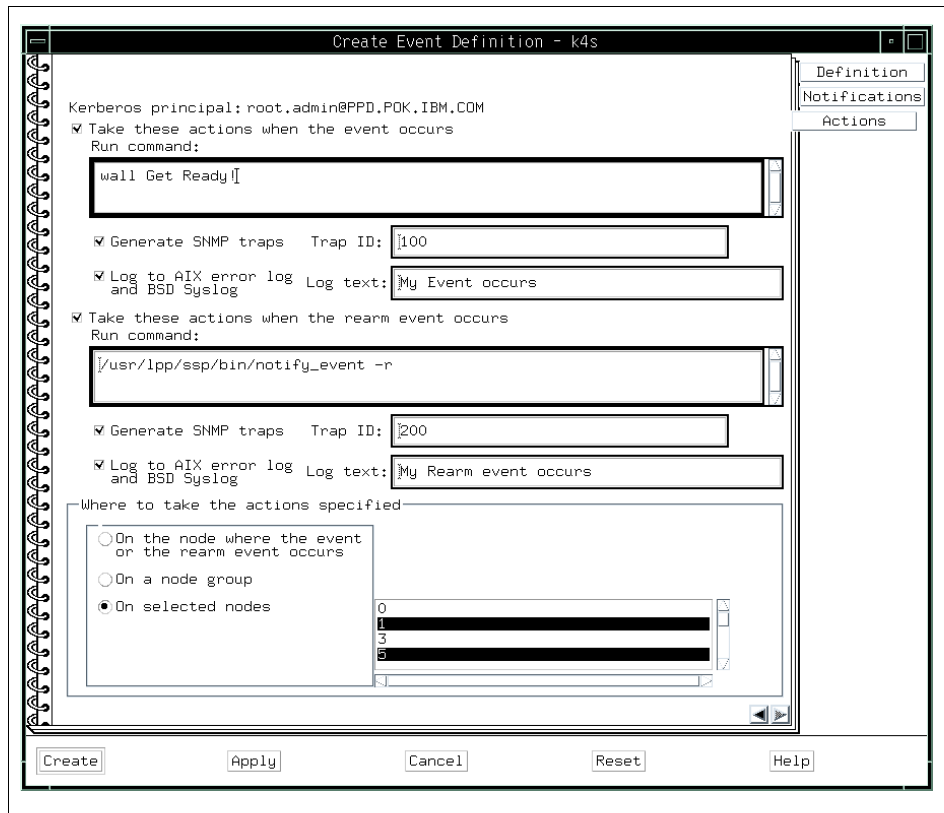 Create Event Definition - k4s
Definition
Notifications
Actions
Kerberos principal: root.admin@PPD.POK.IBM.COM
Take these actions when the event occurs
Run command:
wall Get Ready!
Generate SNMP traps Trap ID: 100
Log to AIX error log
and BSD Syslog
Log text: My Event occurs
Take these actions when the rearm event occurs
Run command:
/usr/lpp/ssp/bin/notify_event -r
Generate SNMP traps Trap ID: 200
Log to AIX error log
and BSD Syslog
Log text: My Rearm event occurs
Where to take the actions specified
On the node where the event
or the rearm event occurs
On a node group
On selected nodes
0
1
3
5
Create Apply Cancel Reset Help